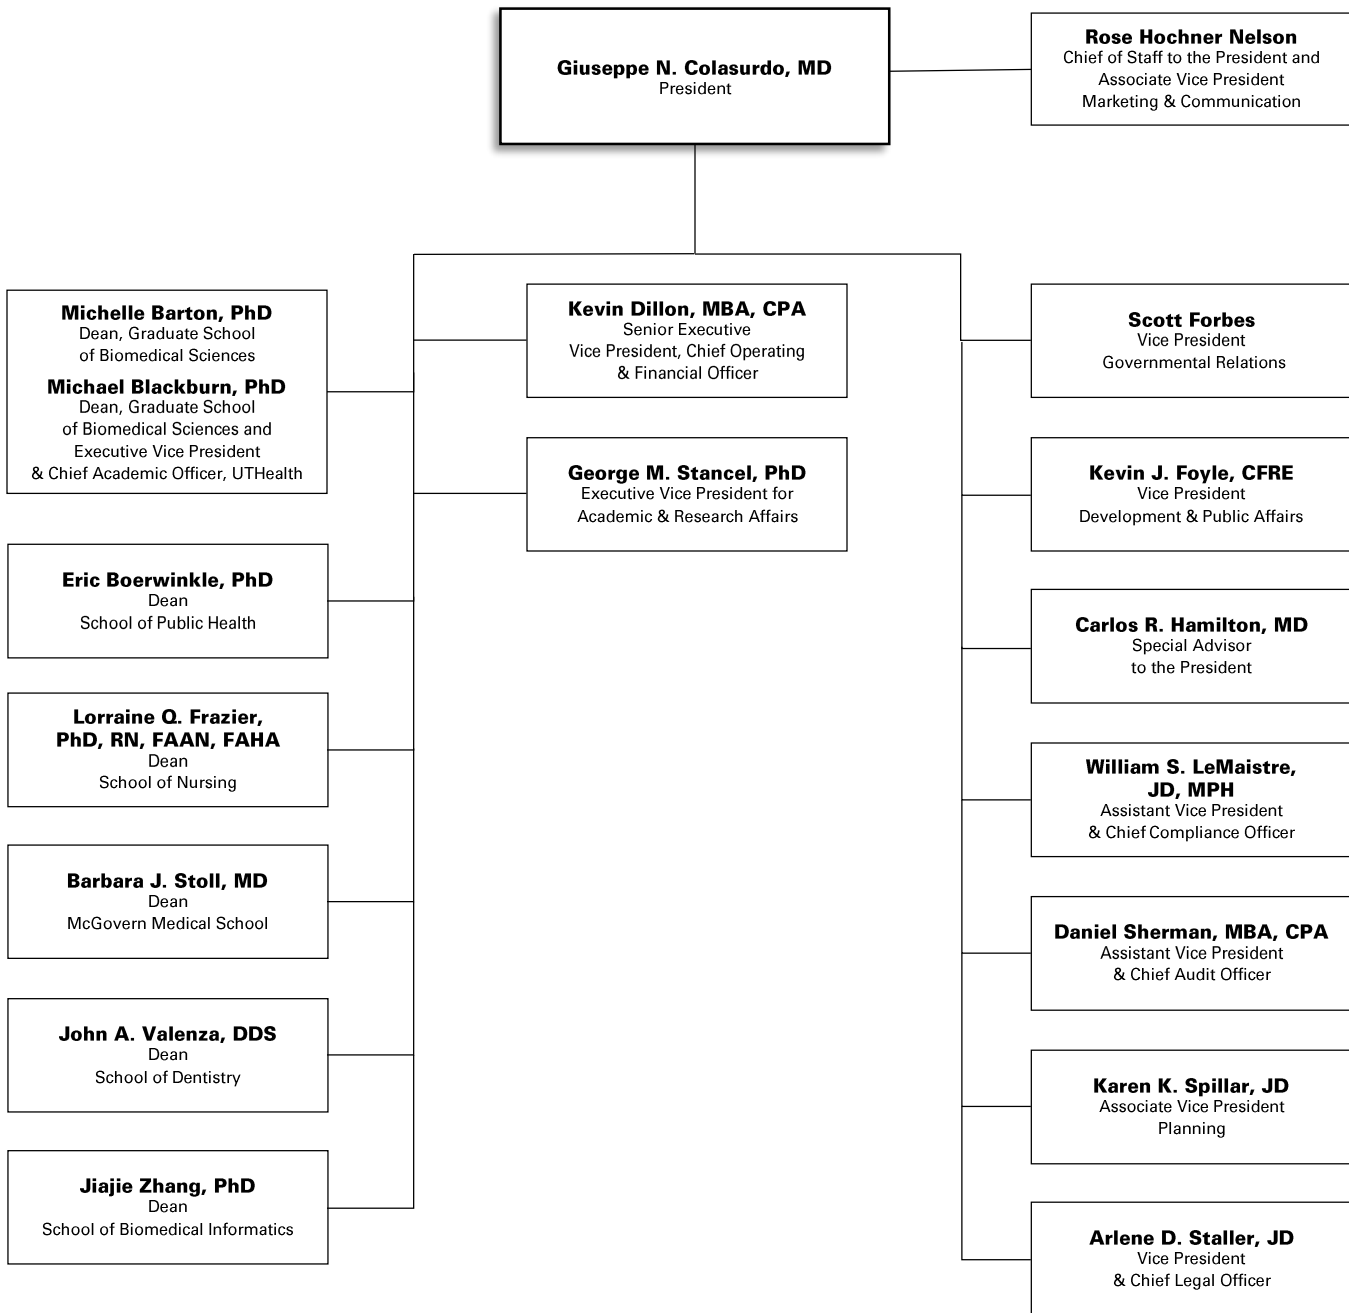 Giuseppe N. Colasurdo, MD
President
Rose Hochner Nelson
Chief of Staff to the President and
Associate Vice President
Marketing & Communication
Michelle Barton, PhD
Dean, Graduate School
of Biomedical Sciences
Michael Blackburn, PhD
Dean, Graduate School
of Biomedical Sciences and
Executive Vice President
& Chief Academic Officer, UTHealth
Eric Boerwinkle, PhD
Dean
School of Public Health
Lorraine Q. Frazier,
PhD, RN, FAAN, FAHA
Dean
School of Nursing
Barbara J. Stoll, MD
Dean
McGovern Medical School
John A. Valenza, DDS
Dean
School of Dentistry
Jiajie Zhang, PhD
Dean
School of Biomedical Informatics
Kevin Dillon, MBA, CPA
Senior Executive
Vice President, Chief Operating
& Financial Officer
George M. Stancel, PhD
Executive Vice President for
Academic & Research Affairs
Scott Forbes
Vice President
Governmental Relations
Kevin J. Foyle, CFRE
Vice President
Development & Public Affairs
Carlos R. Hamilton, MD
Special Advisor
to the President
William S. LeMaistre,
JD, MPH
Assistant Vice President
& Chief Compliance Officer
Daniel Sherman, MBA, CPA
Assistant Vice President
& Chief Audit Officer
Karen K. Spillar, JD
Associate Vice President
Planning
Arlene D. Staller, JD
Vice President
& Chief Legal Officer